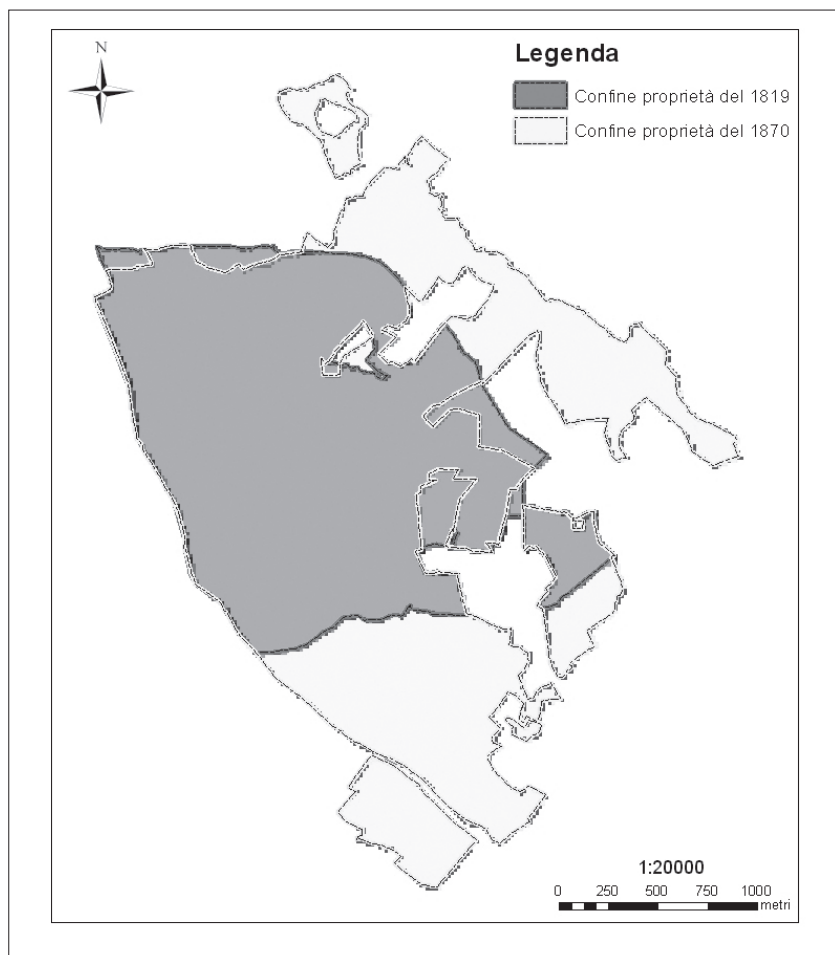 N
Legenda
Confine proprietà del 1819
Confine proprietà del 1870
1:20000
0 250 500 750 1000
metri